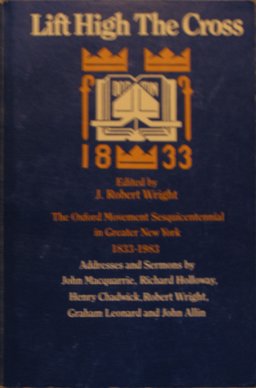 Lift High The Cross
18 33
Edited by
J. Robert Wright
The Oxford Movement Sesquicentennial
in Greater New York
1833-1983
Addresses and Sermons by
John Macquarrie, Richard Holloway,
Henry Chadwick, Robert Wright,
Graham Leonard and John Allin